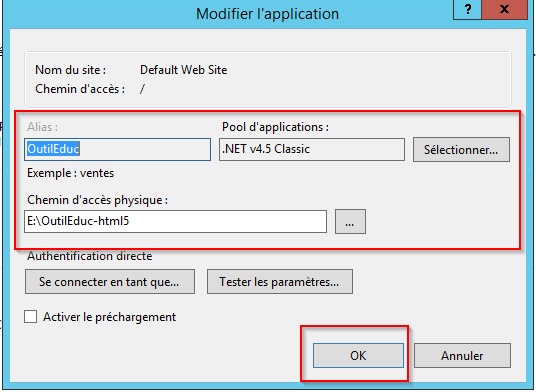 Modifier l'application
?
Nom du site : Default Web Site
Chemin d'accès : /
Alias : Pool d'applications :
OutilEduc .NET v4.5 Classic Sélectionner...
Exemple : ventes
Chemin d'accès physique :
E:\OutilEduc-html5 ...
Authentification directe
Se connecter en tant que... Tester les paramètres...
Activer le préchargement
OK Annuler